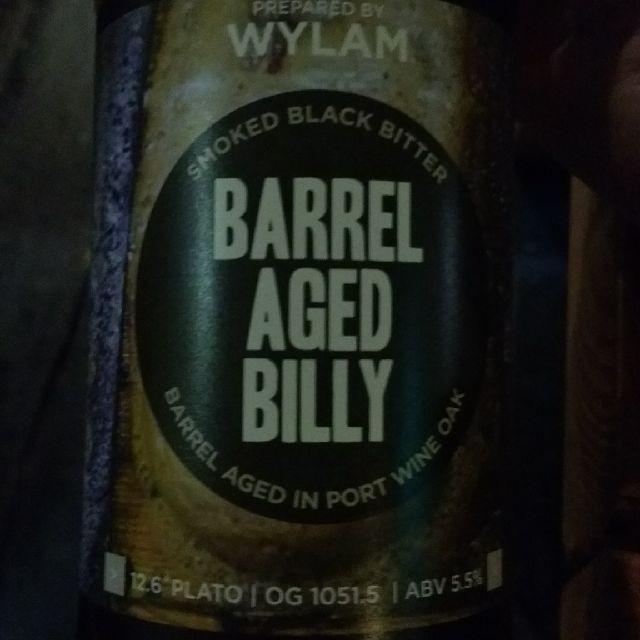 PREPARED BY
WYLAM
SMOKED BLACK BITTER
BARREL
AGED
BILLY
BARREL AGED IN PORT WINE OAK
12.6° PLATO | OG 1051.5 | ABV 5.5%